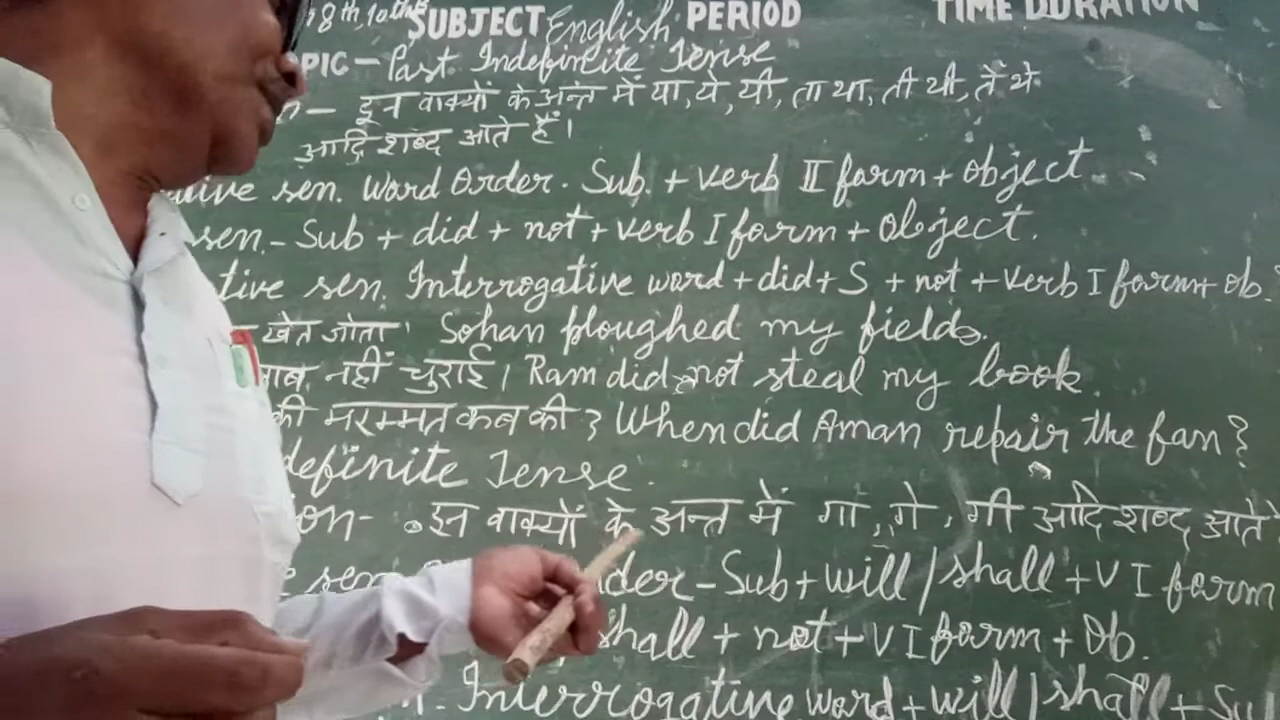 8th, 10th SUBJECT English PERIOD TIME DURATION
PIC - Past Indefinite Tense
- इन वाक्यों के अन्त में या, ये, यी, ता था, ती थी, ते थे
आदि शब्द आते हैं।
tive sen. Word Order. Sub. + verb II form + object
sen. - Sub + did + not + verb I form + Object.
tive sen. Interrogative word + did + S + not + Verb I form + ob.
खेत जोता। Sohan ploughed my fields.
नहीं चुराई। Ram did not steal my book.
की मरम्मत कब की? When did Aman repair the fan?
definite Tense.
on- इन वाक्यों के अन्त में गा, गे, गी आदि शब्द आते
sen. der - Sub + will / shall + V I form
shall + not + V I form + Ob.
Interrogative word + will / shall + Su